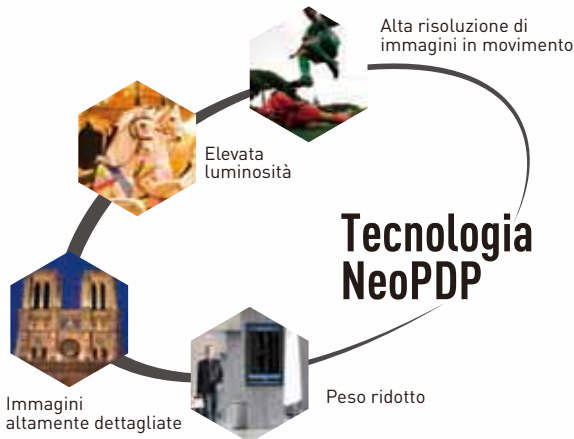 Alta risoluzione di
immagini in movimento
Elevata
luminosità
Tecnologia
NeoPDP
Peso ridotto
Immagini
altamente dettagliate